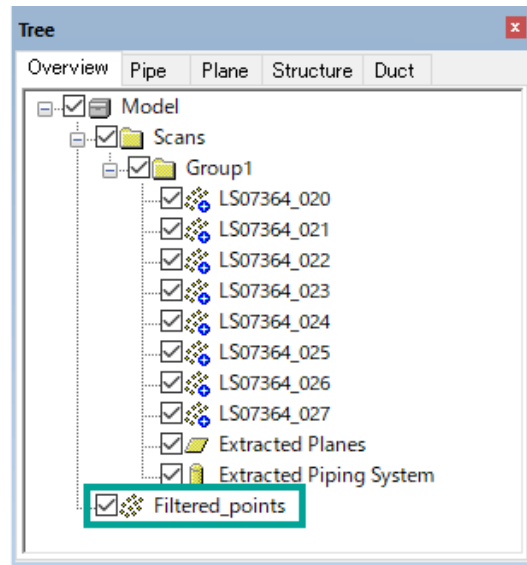 Tree
Overview Pipe Plane Structure Duct
Model
Scans
Group1
LS07364_020
LS07364_021
LS07364_022
LS07364_023
LS07364_024
LS07364_025
LS07364_026
LS07364_027
Extracted Planes
Extracted Piping System
Filtered_points